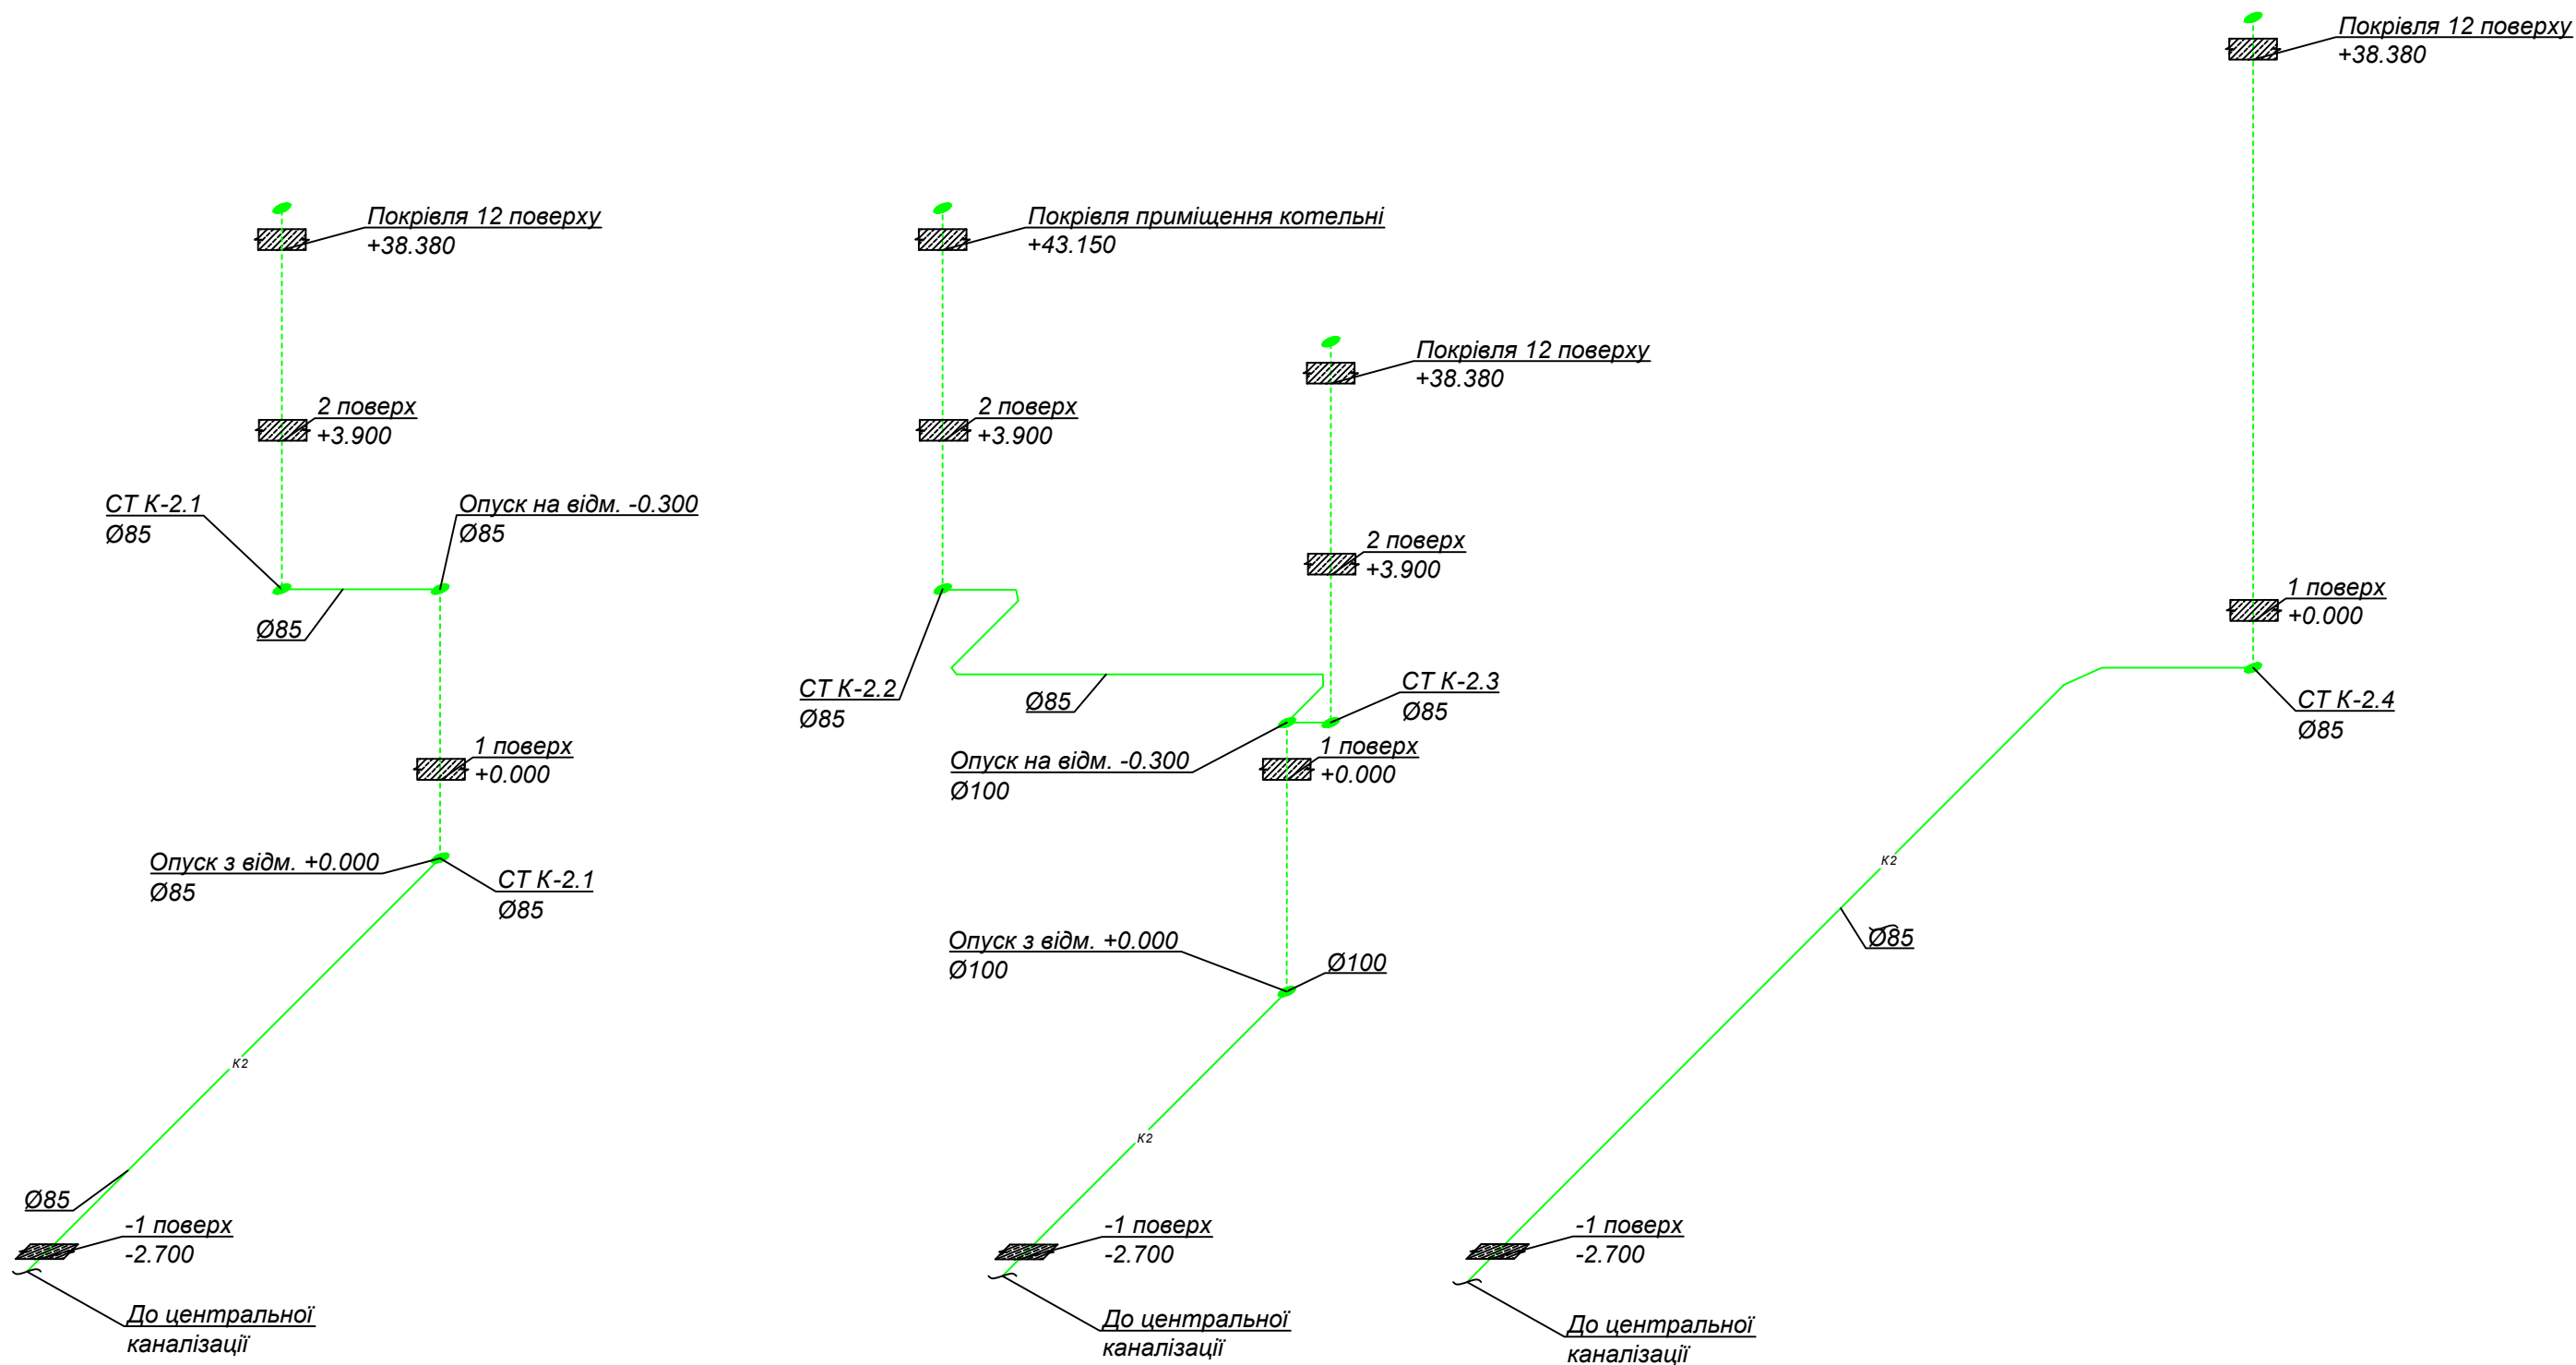 Покрівля 12 поверху
+38.380
2 поверх
+3.900
СТ К-2.1
Ø85
Опуск на відм. -0.300
Ø85
Ø85
1 поверх
+0.000
Опуск з відм. +0.000
Ø85
СТ К-2.1
Ø85
К2
Ø85
-1 поверх
-2.700
До центральної
каналізації
Покрівля приміщення котельні
+43.150
2 поверх
+3.900
Покрівля 12 поверху
+38.380
2 поверх
+3.900
СТ К-2.2
Ø85
Ø85
СТ К-2.3
Ø85
Опуск на відм. -0.300
Ø100
1 поверх
+0.000
Опуск з відм. +0.000
Ø100
Ø100
К2
-1 поверх
-2.700
До центральної
каналізації
Покрівля 12 поверху
+38.380
1 поверх
+0.000
СТ К-2.4
Ø85
К2
Ø85
-1 поверх
-2.700
До центральної
каналізації